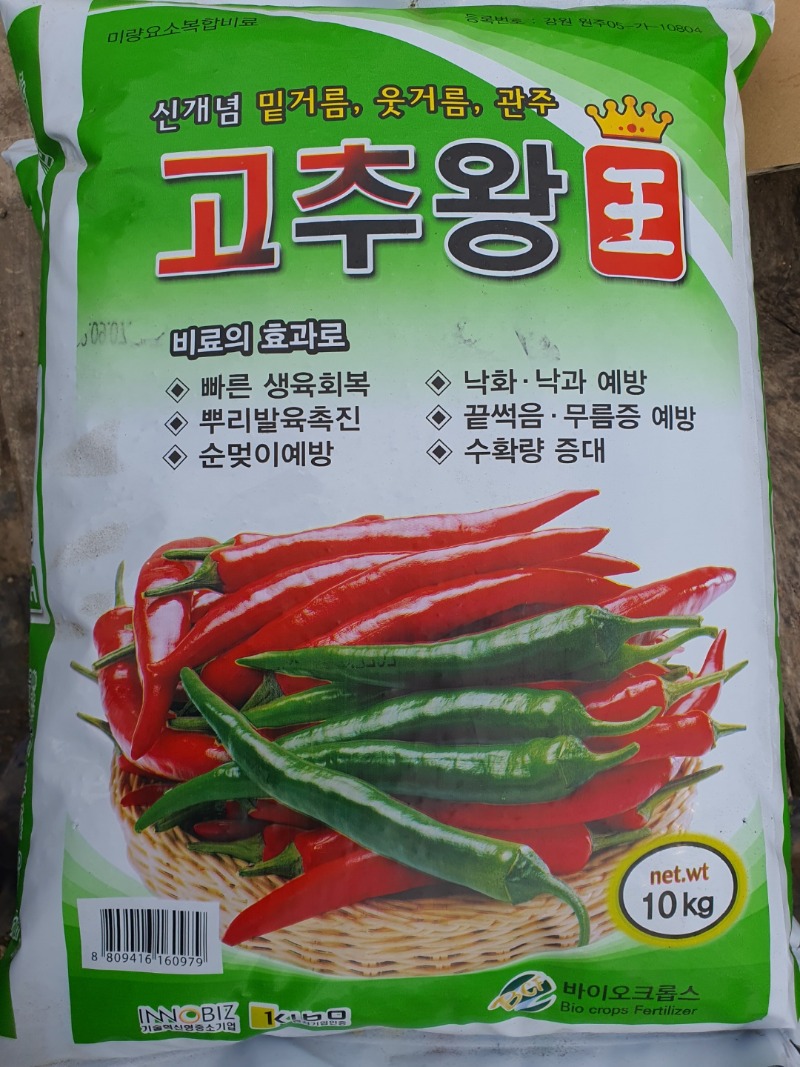 미량요소복합비료
등록번호 : 강원 원주05-가-10804
신개념 밑거름, 웃거름, 관주
고추왕 王
비료의 효과로
빠른 생육회복
뿌리발육촉진
순멎이예방
낙화·낙과 예방
끝썩음·무름증 예방
수확량 증대
net.wt
10kg
8 809416 160979
INNOBIZ
기술혁신형중소기업
바이오크롭스
Bio crops Fertilizer